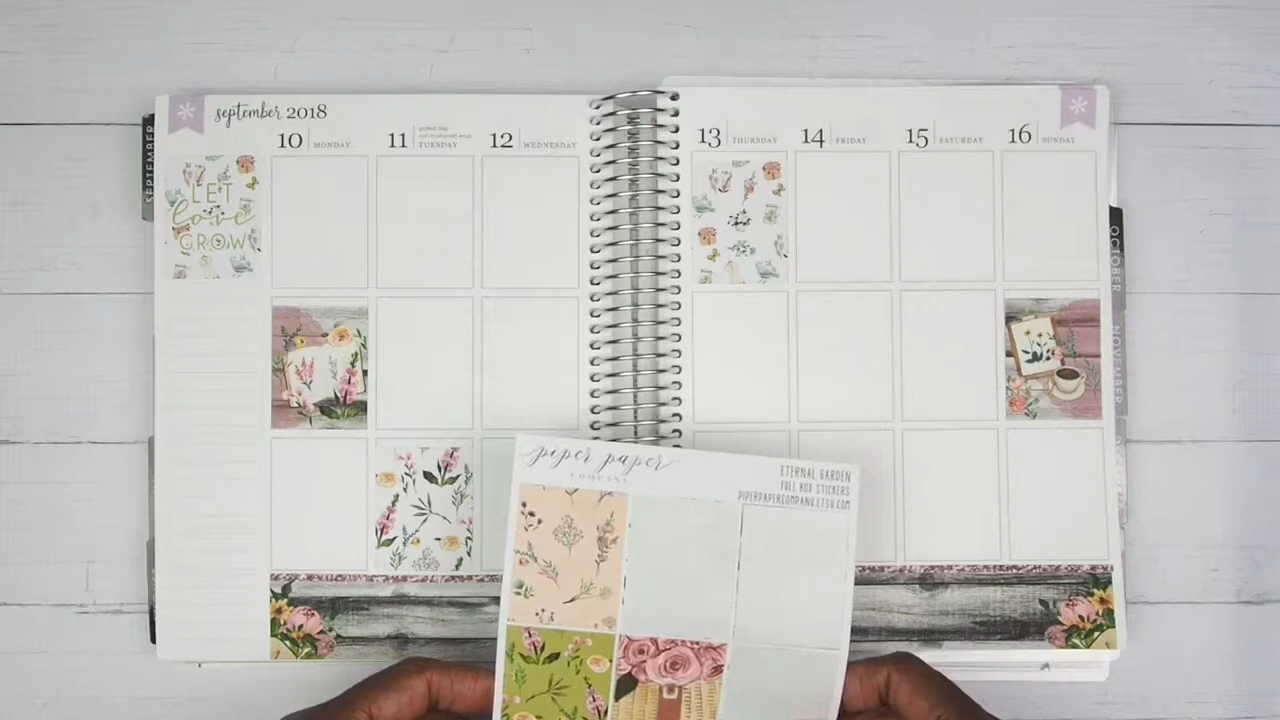 september 2018
10 MONDAY
11 TUESDAY
12 WEDNESDAY
13 THURSDAY
14 FRIDAY
15 SATURDAY
16 SUNDAY
LET
love
GROW
SEPTEMBER
OCTOBER
NOVEMBER
piper paper
COMPANY
ETERNAL GARDEN
FULL BOX STICKERS
PIPERPAPERCOMPANY.ETSY.COM